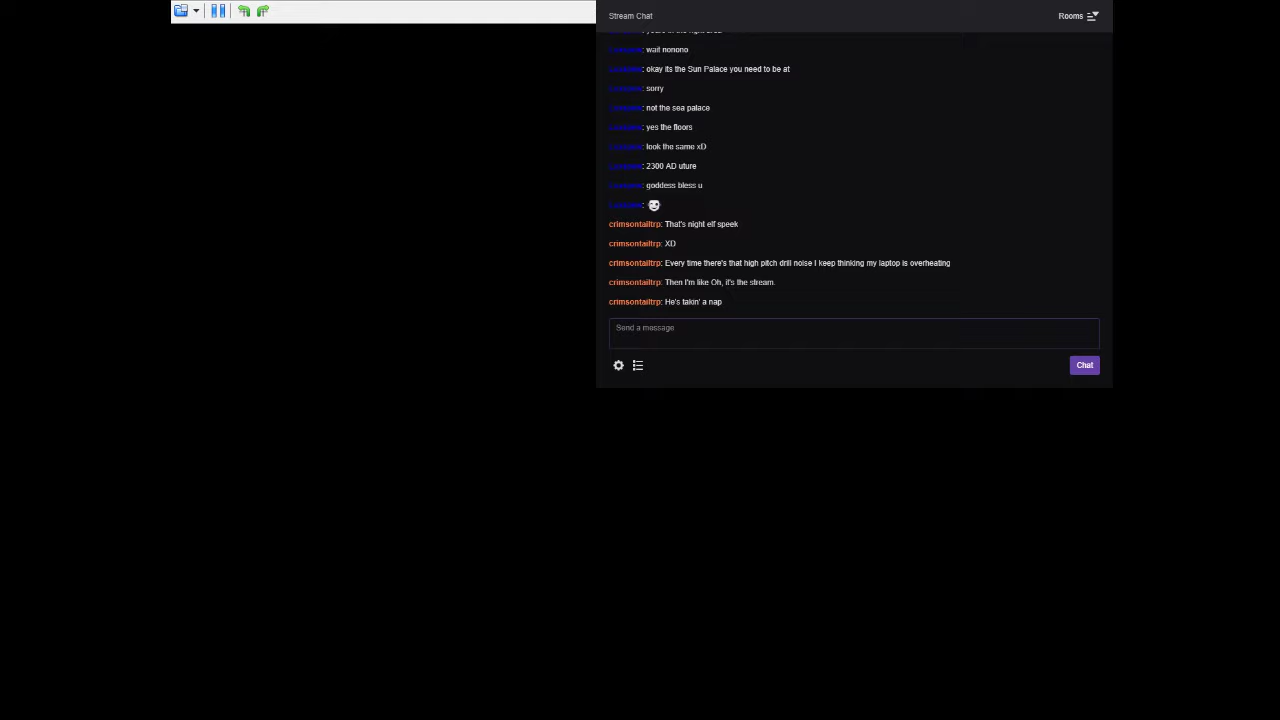 Stream Chat
Rooms
: wait nonono
: okay its the Sun Palace you need to be at
: sorry
: not the sea palace
: yes the floors
: look the same xD
: 2300 AD uture
: goddess bless u
:
crimsontailtrp: That's night elf speek
crimsontailtrp: XD
crimsontailtrp: Every time there's that high pitch drill noise I keep thinking my laptop is overheating
crimsontailtrp: Then I'm like Oh, it's the stream.
crimsontailtrp: He's takin' a nap
Send a message
Chat